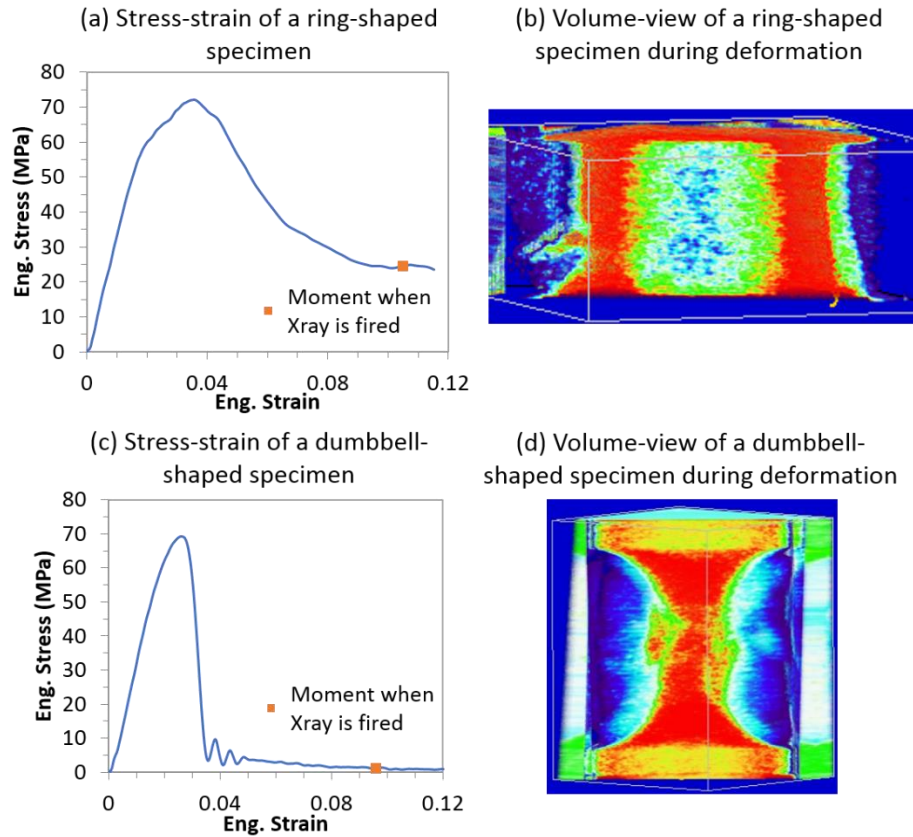 (a) Stress-strain of a ring-shaped
specimen
80
70
60
50
40
30
20
10
0
Eng. Stress (MPa)
Moment when
Xray is fired
0
0.04
0.08
0.12
Eng. Strain
(b) Volume-view of a ring-shaped
specimen during deformation
(c) Stress-strain of a dumbbell-
shaped specimen
80
70
60
50
40
30
20
10
0
Eng. Stress (MPa)
Moment when
Xray is fired
0
0.04
0.08
0.12
Eng. Strain
(d) Volume-view of a dumbbell-
shaped specimen during deformation